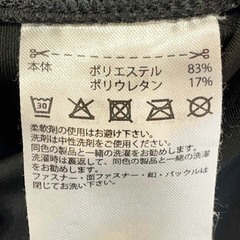 本体 ポリエステル 83%
ポリウレタン 17%
30
柔軟剤の使用はお避け下さい。
洗剤は中性洗剤をご使用ください。
同色の製品と一緒の洗濯をお勧めします。
洗濯時は裏返して、同色の製品と一緒の洗濯を
お勧めします。
ファスナー・面ファスナー・釦・バックルは
閉じてお洗い下さい。